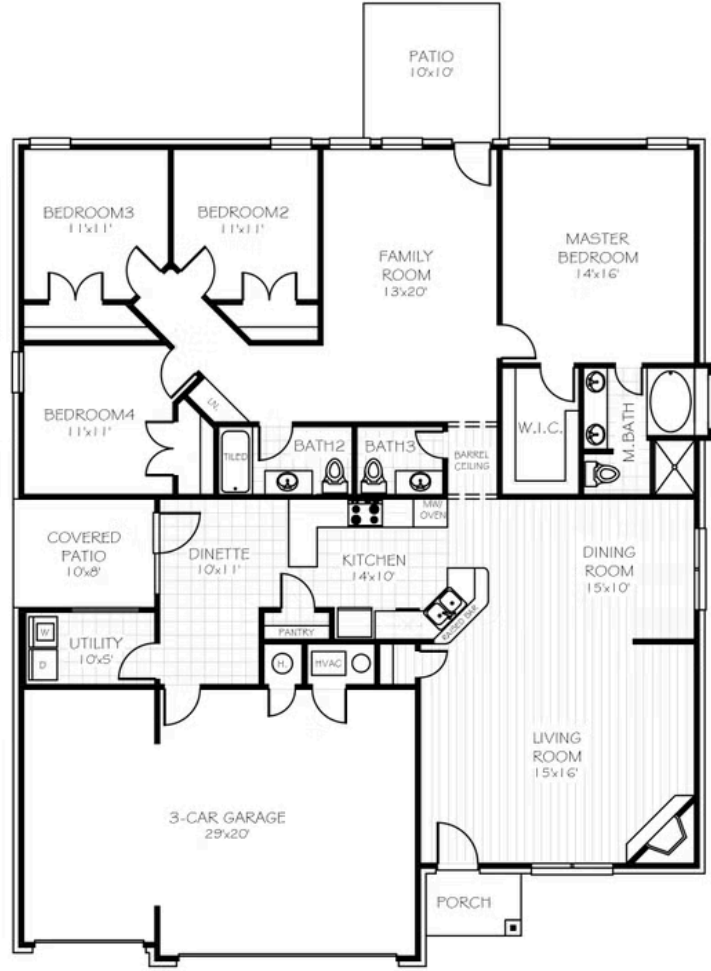 PATIO
10'x10'
BEDROOM3
11'x11'
BEDROOM2
11'x11'
FAMILY
ROOM
13'x20'
MASTER
BEDROOM
14'x16'
BEDROOM4
11'x11'
LN.
TILED
BATH2
BATH3
BARREL
CEILING
W.I.C.
M.BATH
COVERED
PATIO
10'x8'
DINETTE
10'x11'
MW/
OVEN
KITCHEN
14'x10'
DINING
ROOM
15'x10'
RAISED BAR
PANTRY
W
D
UTILITY
10'x5'
H.
HVAC
LIVING
ROOM
15'x16'
3-CAR GARAGE
29'x20'
PORCH